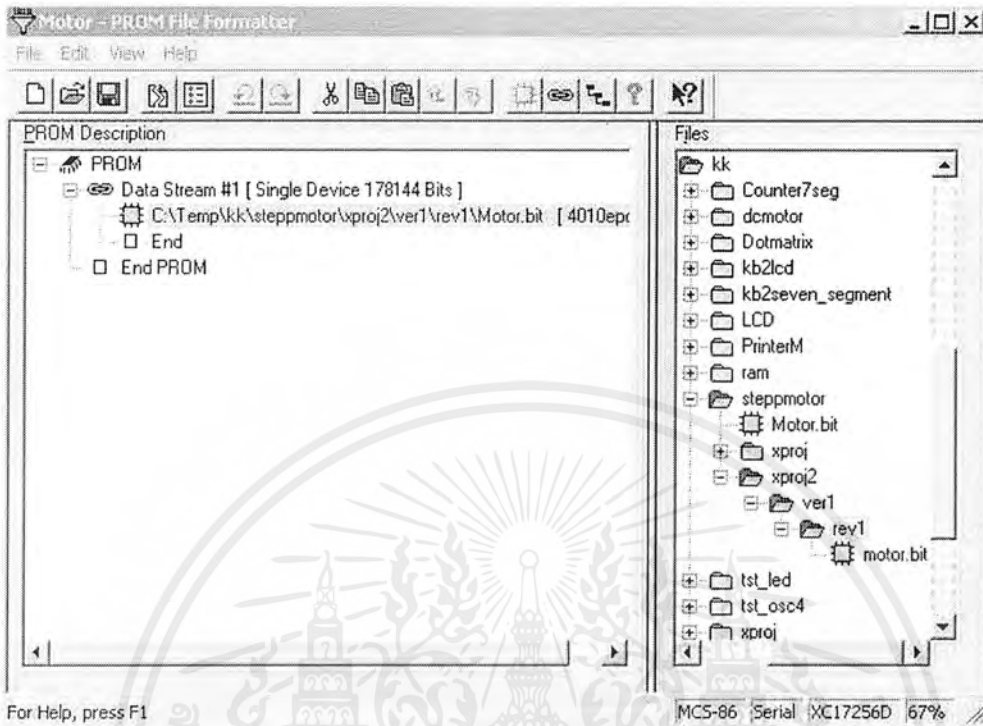 Motor - PROM File Formatter
File Edit View Help
PROM Description
PROM
Data Stream #1 [ Single Device 178144 Bits ]
C:\Temp\kk\steppmotor\xproj2\ver1\rev1\Motor.bit [ 4010epc
End
End PROM
Files
kk
Counter7seg
dcmotor
Dotmatrix
kb2lcd
kb2seven_segment
LCD
PrinterM
ram
steppmotor
Motor.bit
xproj
xproj2
ver1
rev1
motor.bit
tst_led
tst_osc4
xproj
For Help, press F1
MCS-86 Serial XC17256D 67%